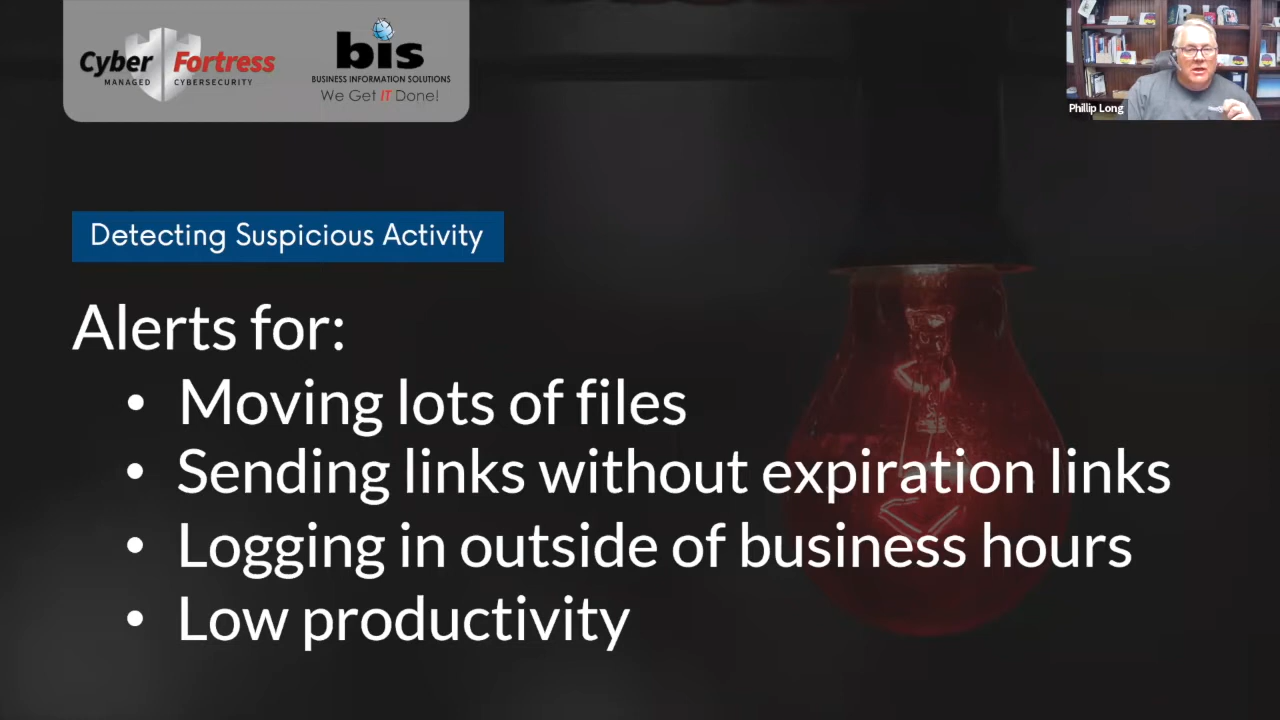 Cyber Fortress
MANAGED CYBERSECURITY
bis
BUSINESS INFORMATION SOLUTIONS
We Get IT Done!
Phillip Long
Detecting Suspicious Activity
Alerts for:
• Moving lots of files
• Sending links without expiration links
• Logging in outside of business hours
• Low productivity